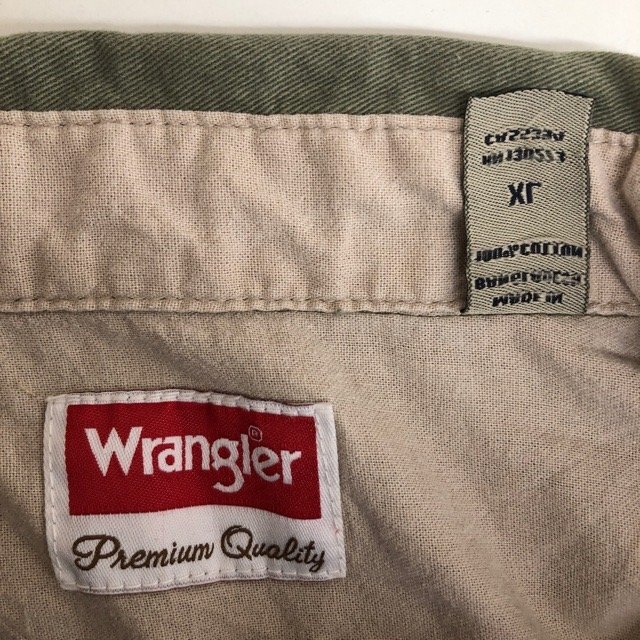 MADE IN
BANGLADESH
100% COTTON
XL
Wrangler®
Premium Quality